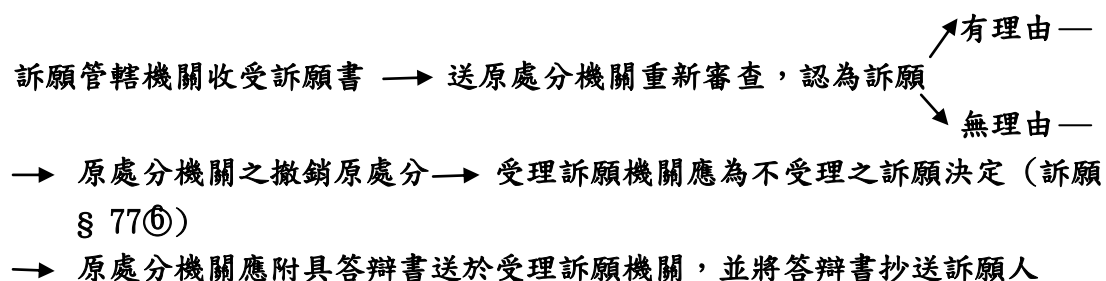 有理由—
訴願管轄機關收受訴願書 → 送原處分機關重新審查，認為訴願
無理由—
→ 原處分機關之撤銷原處分→ 受理訴願機關應為不受理之訴願決定（訴願
§ 77⑥）
→ 原處分機關應附具答辯書送於受理訴願機關，並將答辯書抄送訴願人